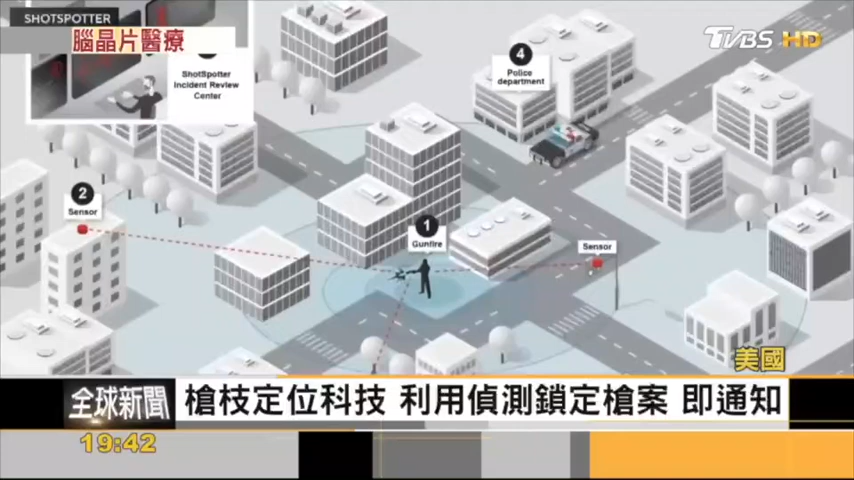 SHOTSPOTTER
腦晶片醫療
TVBS HD
ShotSpotter
Incident Review
Center
4
Police
department
2
Sensor
1
Gunfire
Sensor
美國
全球新聞
槍枝定位科技 利用偵測鎖定槍案 即通知
19:42